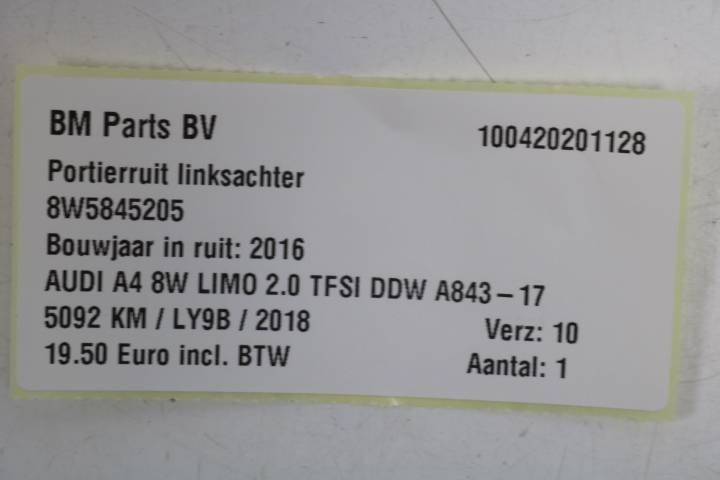 BM Parts BV 100420201128
Portierruit linksachter
8W5845205
Bouwjaar in ruit: 2016
AUDI A4 8W LIMO 2.0 TFSI DDW A843-17
5092 KM / LY9B / 2018 Verz: 10
19.50 Euro incl. BTW Aantal: 1